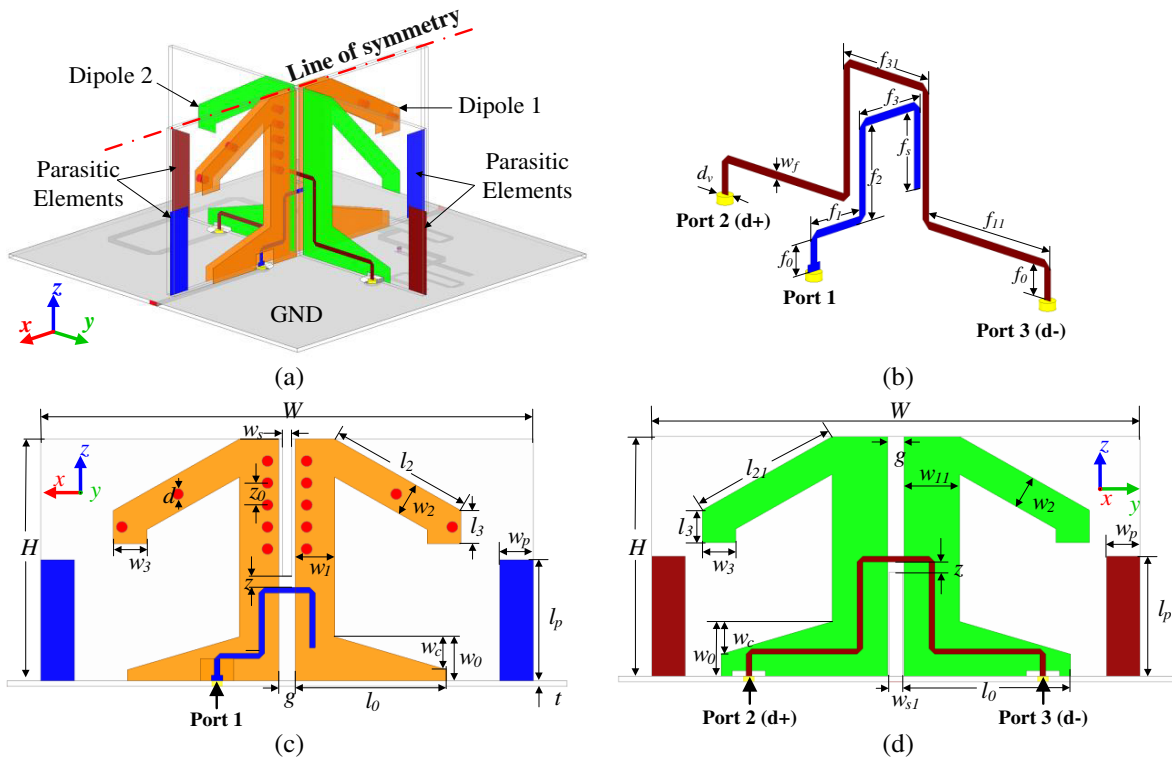 Line of symmetry
Dipole 2
Dipole 1
Parasitic
Elements
Parasitic
Elements
GND
z
x
y
(a)
f31
f3
fs
wf
f2
dv
Port 2 (d+)
f1
f0
Port 1
f11
f0
Port 3 (d-)
(b)
W
ws
z
x
y
d
z0
l2
w2
l3
H
w3
w1
wp
z
lp
wc
w0
g
l0
t
Port 1
(c)
W
g
l21
w11
w2
z
x
y
l3
H
w3
wp
z
lp
wc
w0
ws1
l0
Port 2 (d+)
Port 3 (d-)
(d)